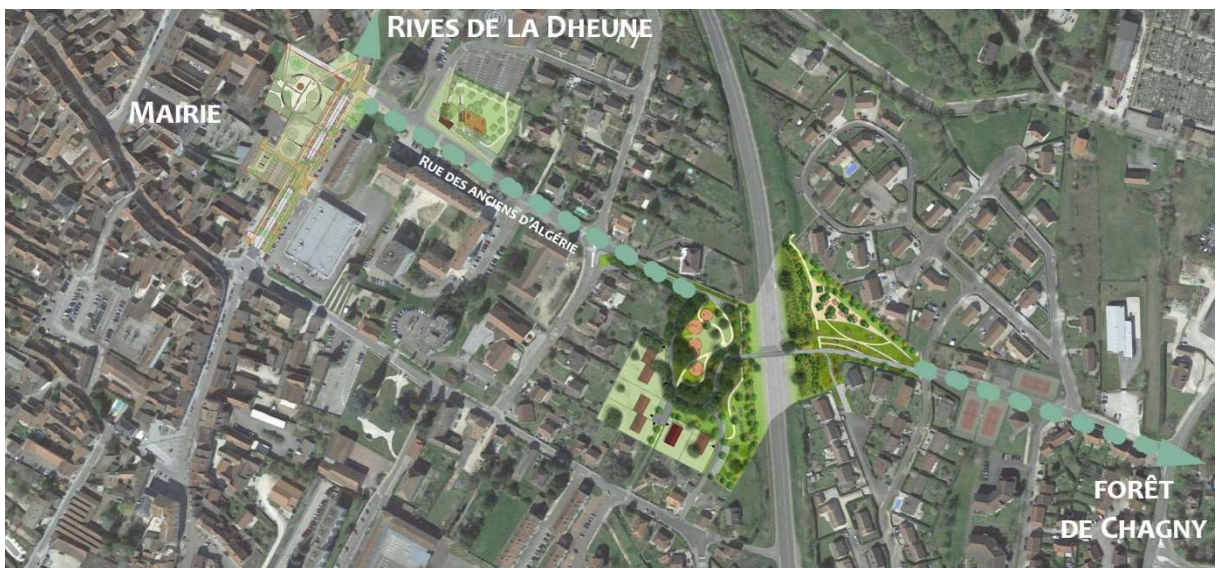 RIVES DE LA DHEUNE
MAIRIE
RUE DES ANCIENS D'ALGÉRIE
FORÊT
DE CHAGNY